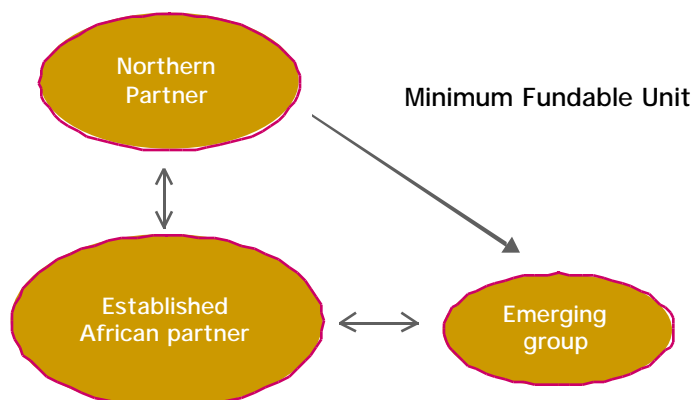 Northern
Partner
Minimum Fundable Unit
Established
African partner
Emerging
group